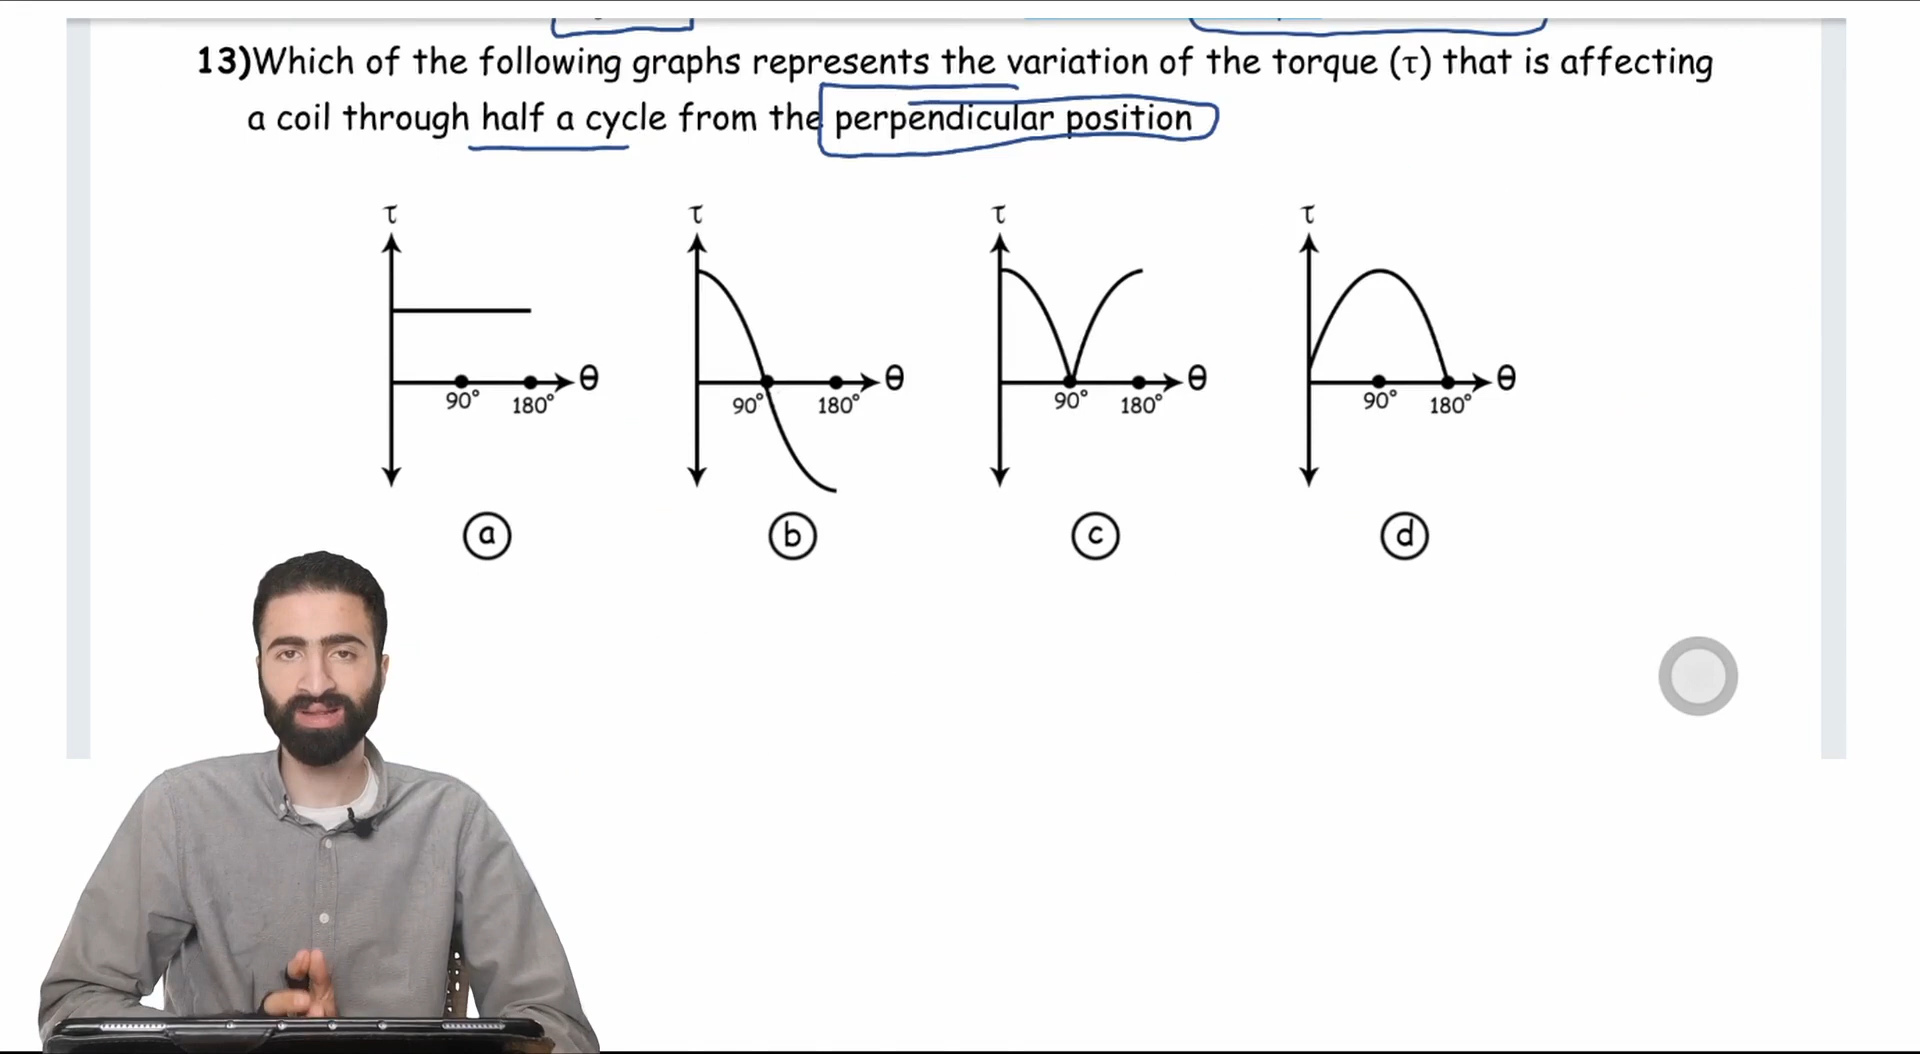 13)Which of the following graphs represents the variation of the torque (τ) that is affecting
a coil through half a cycle from the perpendicular position
τ τ τ τ
θ θ θ θ
90° 180° 90° 180° 90° 180° 90° 180°
a b c d